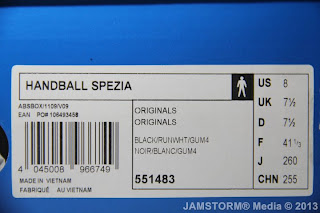 HANDBALL SPEZIA
ABSBOX/1109/V09
EAN PO# 0106493458
4 045008 966749
MADE IN VIETNAM
FABRIQUÉ AU VIETNAM
ORIGINALS
ORIGINALS
BLACK/RUNWHT/GUM4
NOIR/BLANC/GUM4
551483
US 8
UK 7½
D 7½
F 41⅓
J 260
CHN 255
JAMSTORM® Media © 2013